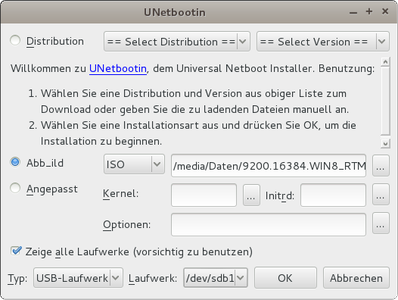 UNetbootin
Distribution == Select Distribution == == Select Version ==
Willkommen zu UNetbootin, dem Universal Netboot Installer. Benutzung:
1. Wählen Sie eine Distribution und Version aus obiger Liste zum
Download oder geben Sie die zu ladenden Dateien manuell an.
2. Wählen Sie eine Installationsart aus und drücken Sie OK, um die
Installation zu beginnen.
Abb_ild ISO /media/Daten/9200.16384.WIN8_RTM ...
Angepasst Kernel: ... Initrd: ...
Optionen:
Zeige alle Laufwerke (vorsichtig zu benutzen)
Typ: USB-Laufwerk Laufwerk: /dev/sdb1 OK Abbrechen